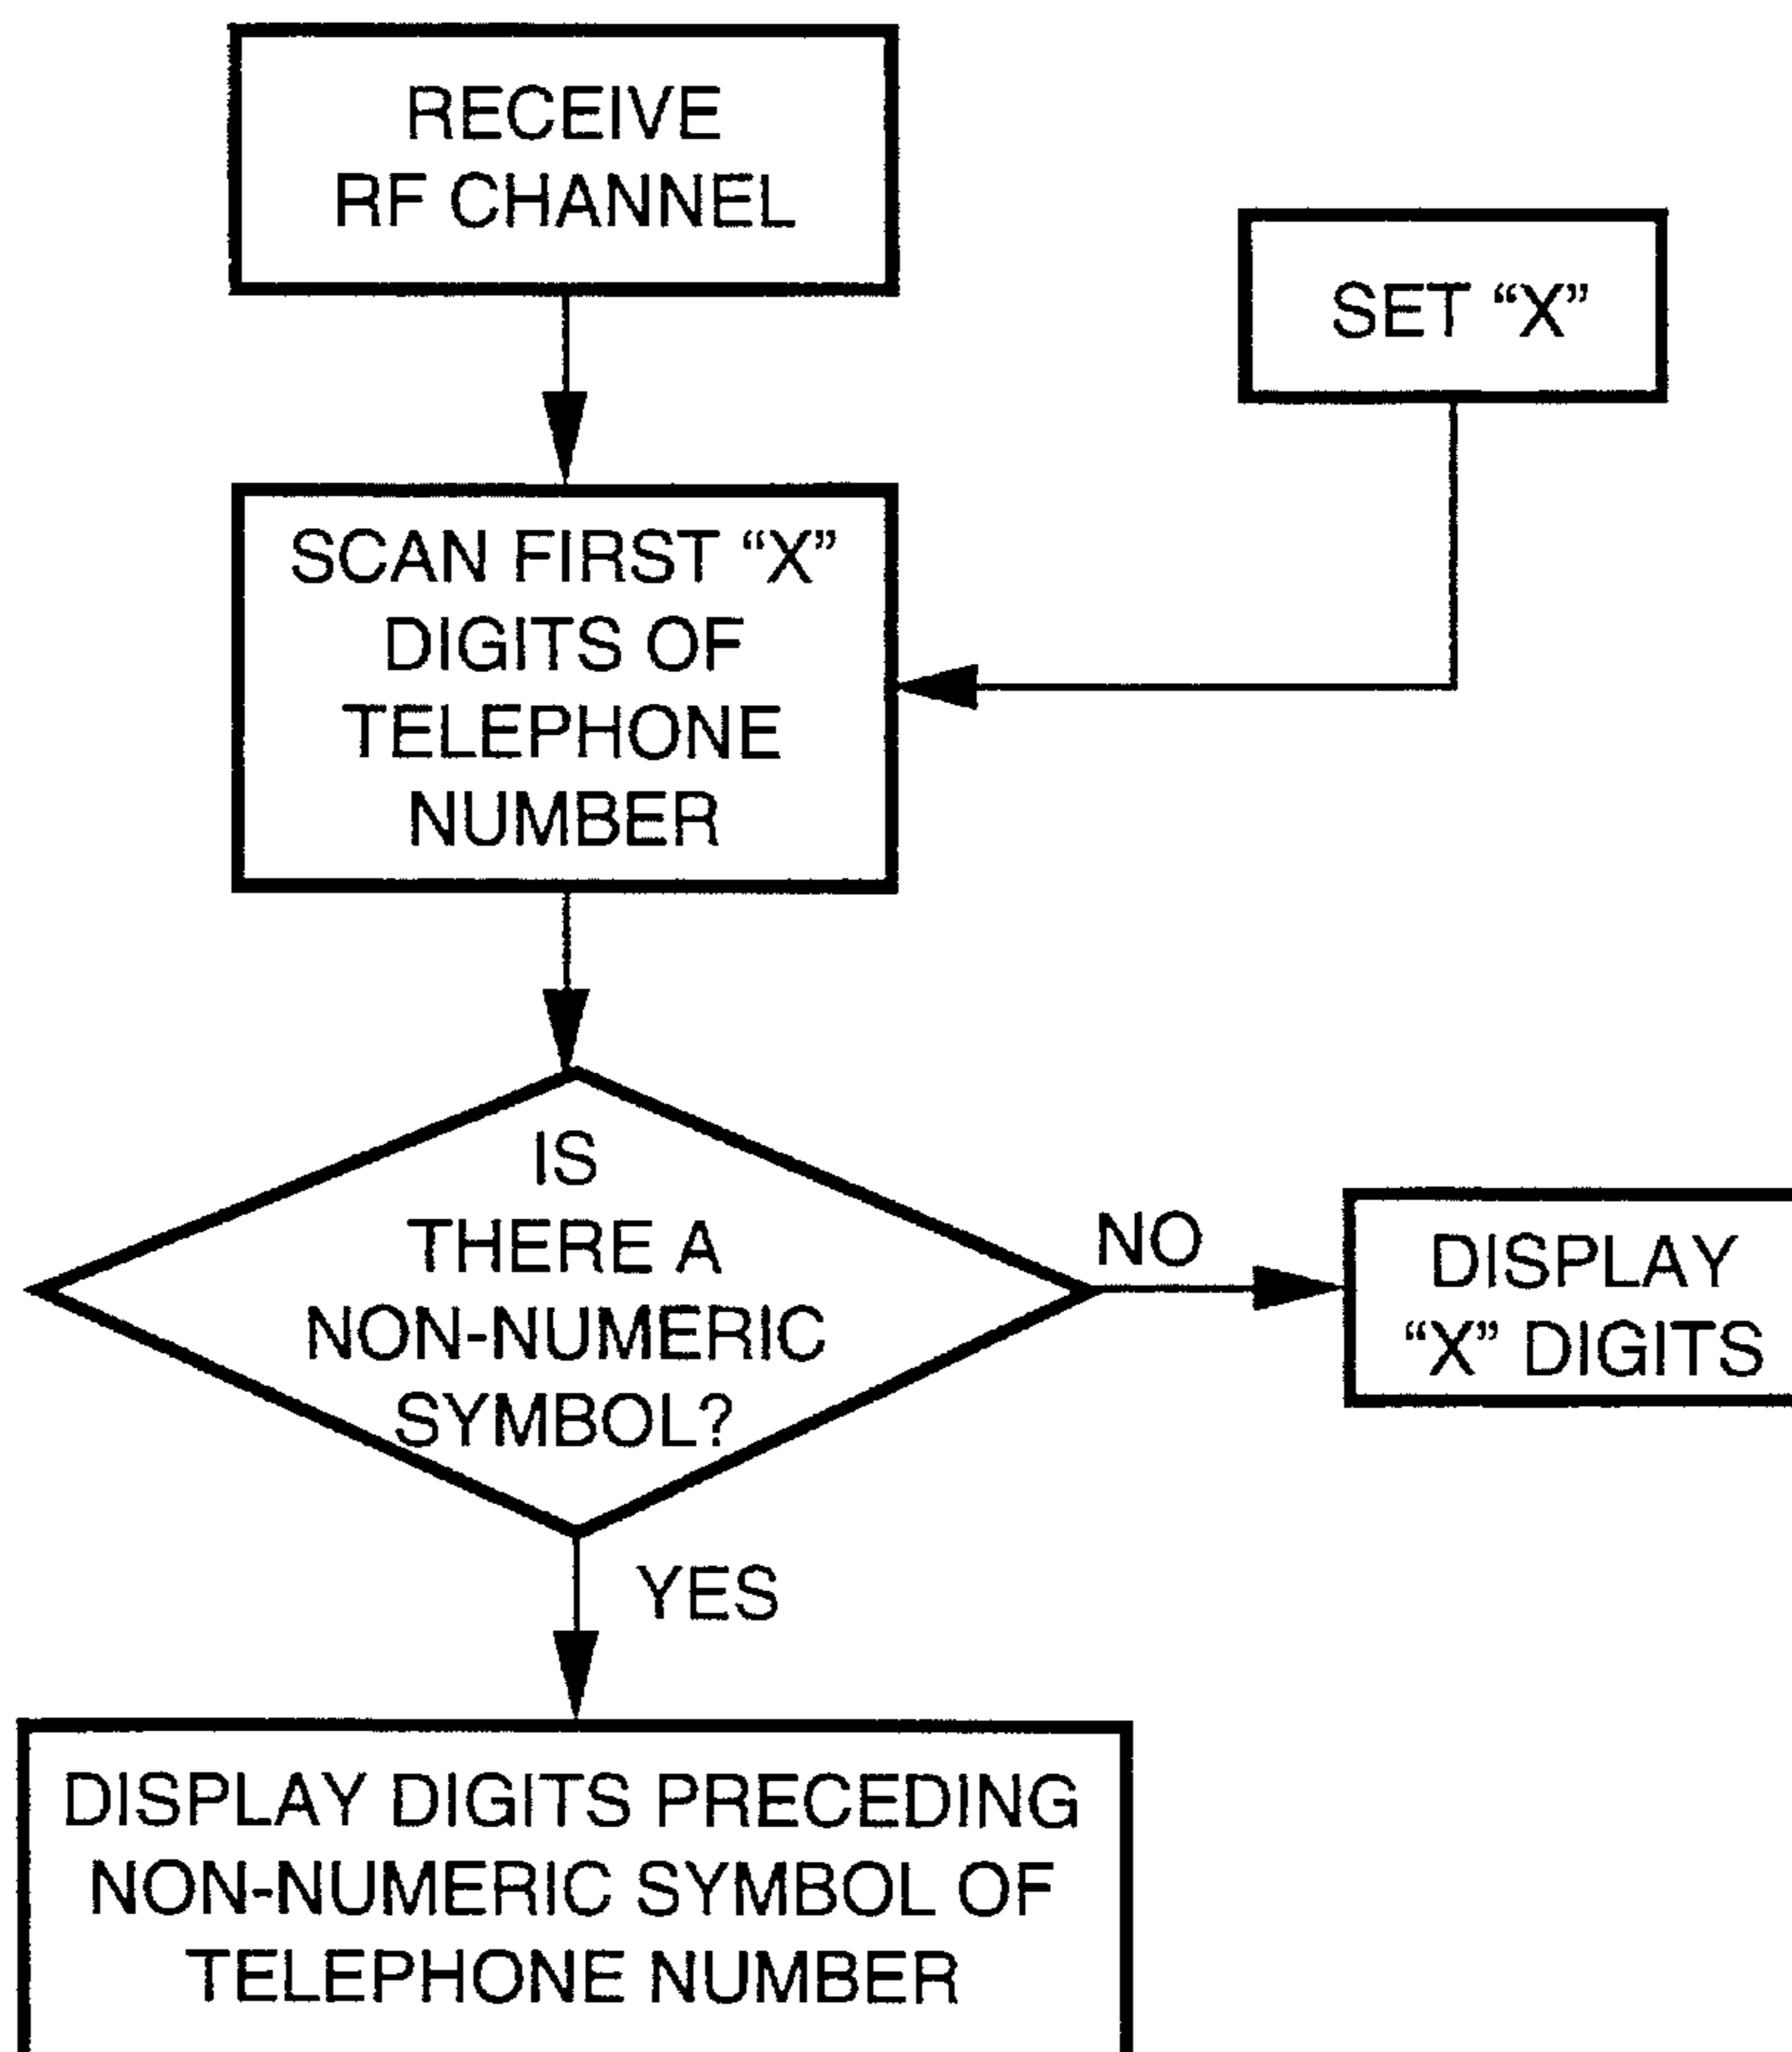 RECEIVE
RF CHANNEL
SET “X”
SCAN FIRST “X”
DIGITS OF
TELEPHONE
NUMBER
IS
THERE A
NON-NUMERIC
SYMBOL?
NO
DISPLAY
“X” DIGITS
YES
DISPLAY DIGITS PRECEDING
NON-NUMERIC SYMBOL OF
TELEPHONE NUMBER